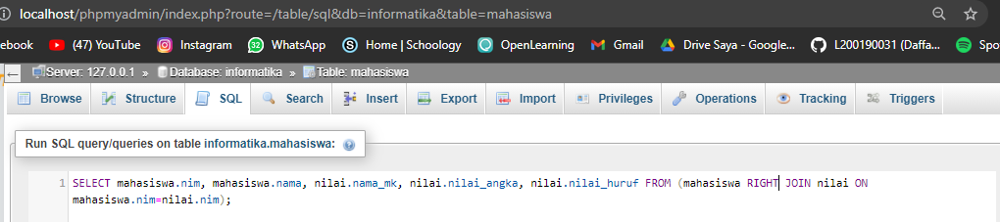 localhost/phpmyadmin/index.php?route=/table/sql&db=informatika&table=mahasiswa
ebook (47) YouTube Instagram 32 WhatsApp S Home | Schoology OpenLearning Gmail Drive Saya - Google... L200190031 (Daffa... Spo
Server: 127.0.0.1 » Database: informatika » Table: mahasiswa
Browse Structure SQL Search Insert Export Import Privileges Operations Tracking Triggers
Run SQL query/queries on table informatika.mahasiswa:
1 SELECT mahasiswa.nim, mahasiswa.nama, nilai.nama_mk, nilai.nilai_angka, nilai.nilai_huruf FROM (mahasiswa RIGHT JOIN nilai ON
mahasiswa.nim=nilai.nim);